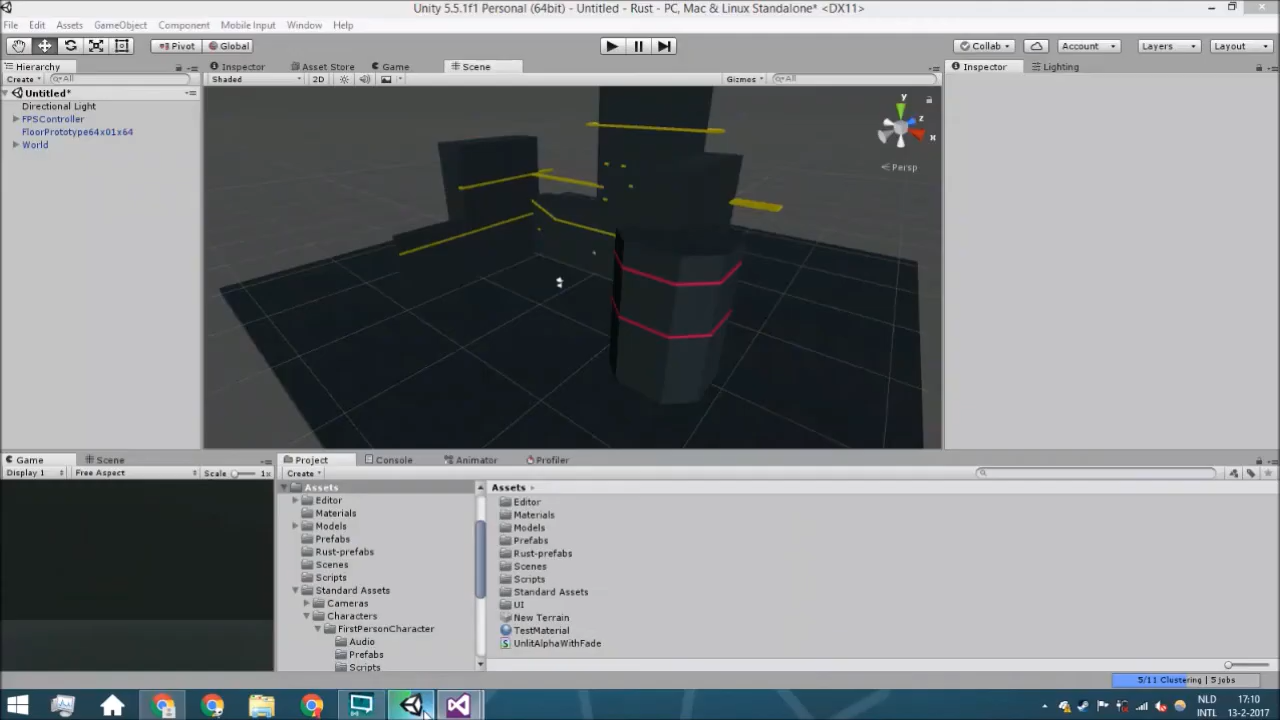 Unity 5.5.1f1 Personal (64bit) - Untitled - Rust - PC, Mac & Linux Standalone* <DX11>
File Edit Assets GameObject Component Mobile Input Window Help
Pivot Global Collab Account Layers Layout
Hierarchy Inspector Asset Store Game Scene Inspector Lighting
Create All Shaded 2D Gizmos All
Untitled*
Directional Light
FPSController
FloorPrototype64x01x64
World
y
z
x
Persp
Game Scene Project Console Animator Profiler
Display 1 Free Aspect Scale 1x Create
Assets Assets
Editor Editor
Materials Materials
Models Models
Prefabs Prefabs
Rust-prefabs Rust-prefabs
Scenes Scenes
Scripts Scripts
Standard Assets Standard Assets
Cameras UI
Characters New Terrain
FirstPersonCharacter TestMaterial
Audio UnlitAlphaWithFade
Prefabs
Scripts
5/11 Clustering | 5 jobs
NLD 17:10
INTL 13-2-2017